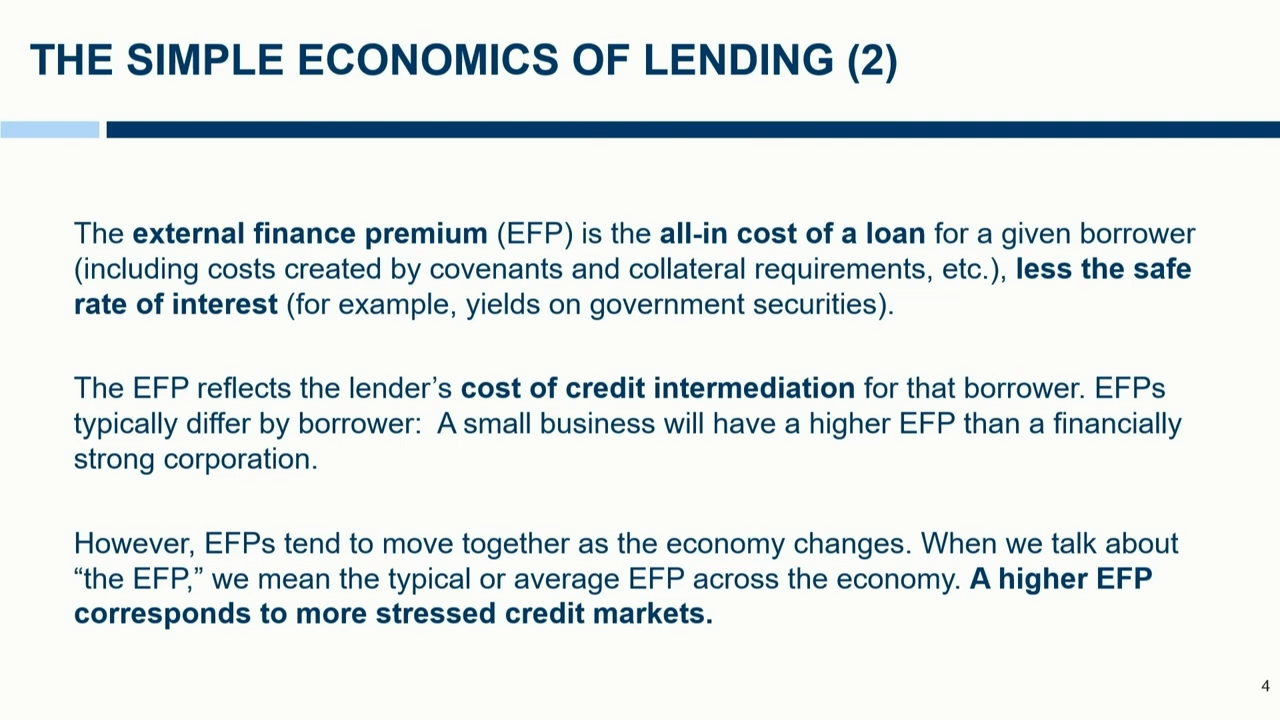 THE SIMPLE ECONOMICS OF LENDING (2)
The external finance premium (EFP) is the all-in cost of a loan for a given borrower
(including costs created by covenants and collateral requirements, etc.), less the safe
rate of interest (for example, yields on government securities).
The EFP reflects the lender’s cost of credit intermediation for that borrower. EFPs
typically differ by borrower:  A small business will have a higher EFP than a financially
strong corporation.
However, EFPs tend to move together as the economy changes. When we talk about
“the EFP,” we mean the typical or average EFP across the economy. A higher EFP
corresponds to more stressed credit markets.
4